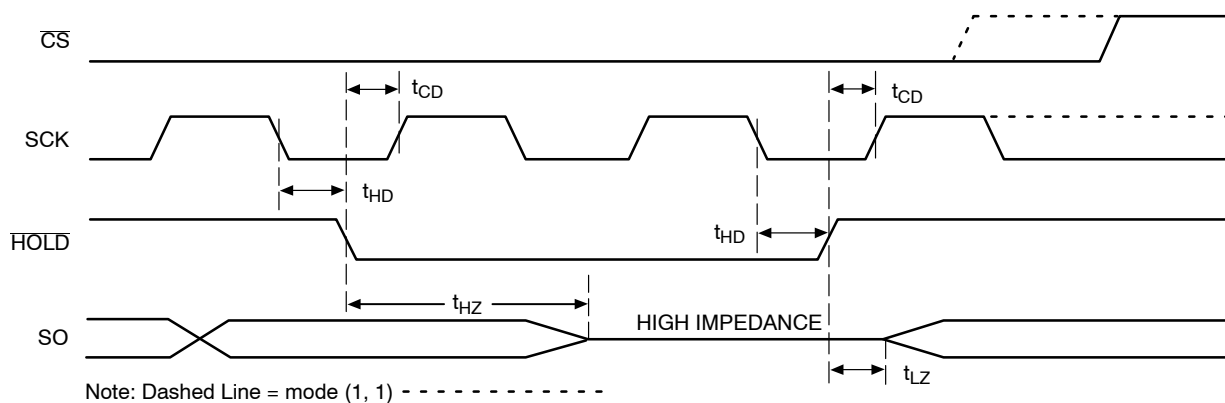 CS
tCD
tCD
SCK
tHD
HOLD
tHD
tHZ
HIGH IMPEDANCE
SO
tLZ
Note: Dashed Line = mode (1, 1)